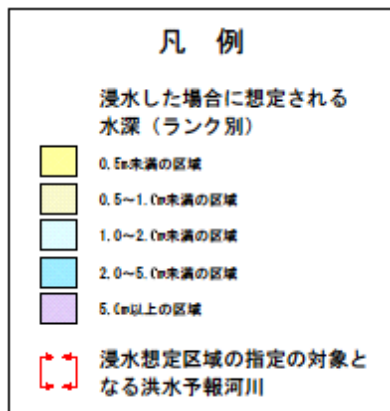 凡 例
浸水した場合に想定される
水深（ランク別）
0.5m未満の区域
0.5～1.0m未満の区域
1.0～2.0m未満の区域
2.0～5.0m未満の区域
5.0m以上の区域
浸水想定区域の指定の対象と
なる洪水予報河川